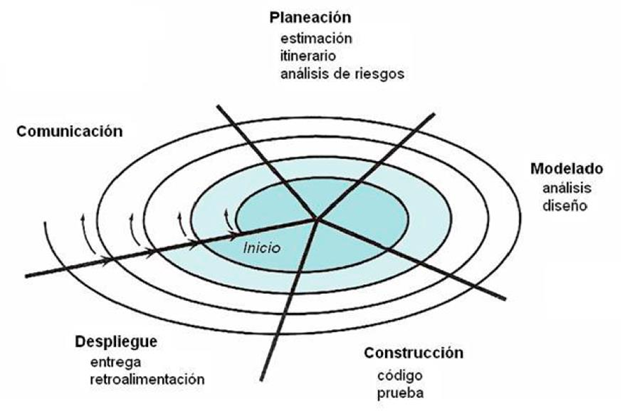 Planeación
estimación
itinerario
análisis de riesgos
Comunicación
Modelado
análisis
diseño
Inicio
Despliegue
entrega
retroalimentación
Construcción
código
prueba